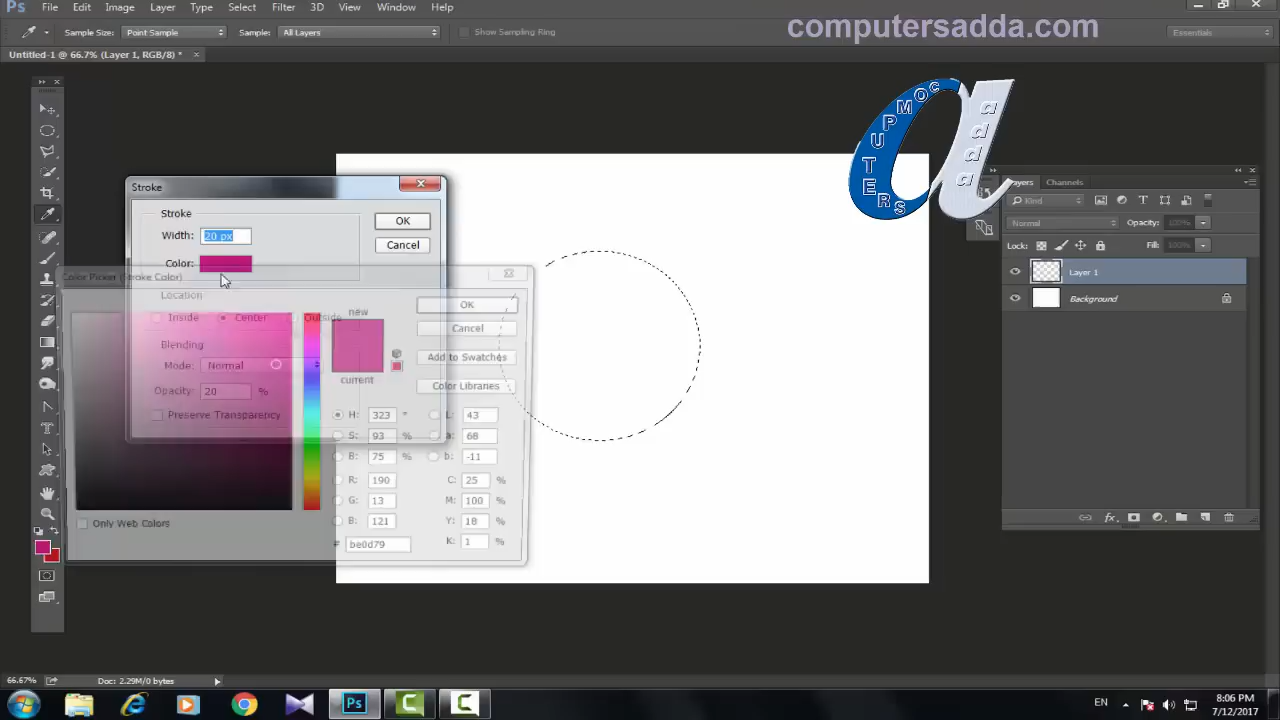 Ps File Edit Image Layer Type Select Filter 3D View Window Help
computersadda.com
Sample Size: Point Sample Sample: All Layers Show Sampling Ring Essentials
Untitled-1 @ 66.7% (Layer 1, RGB/8) * ×
COMPUTERS
adda
Stroke
Stroke
Width: 20 px
OK
Color:
Cancel
Color Picker (Stroke Color)
Location
Inside Center Outside
Blending
Mode: Normal
Opacity: 20 %
Preserve Transparency
new
current
OK
Cancel
Add to Swatches
Color Libraries
H: 323 ° L: 43
S: 93 % a: 68
B: 75 % b: -11
R: 190 C: 25 %
G: 13 M: 100 %
B: 121 Y: 18 %
# be0d79 K: 1 %
Only Web Colors
Layers Channels
Kind
Normal Opacity: 100%
Lock: Fill: 100%
Layer 1
Background
fx
66.67% Doc: 2.29M/0 bytes
Ps
EN
8:06 PM
7/12/2017